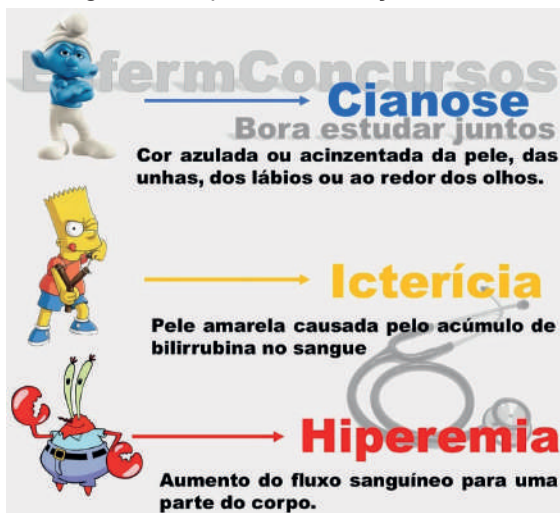 EnfermConcursos
Cianose
Bora estudar juntos
Cor azulada ou acinzentada da pele, das
unhas, dos lábios ou ao redor dos olhos.
Icterícia
Pele amarela causada pelo acúmulo de
bilirrubina no sangue
Hiperemia
Aumento do fluxo sanguíneo para uma
parte do corpo.